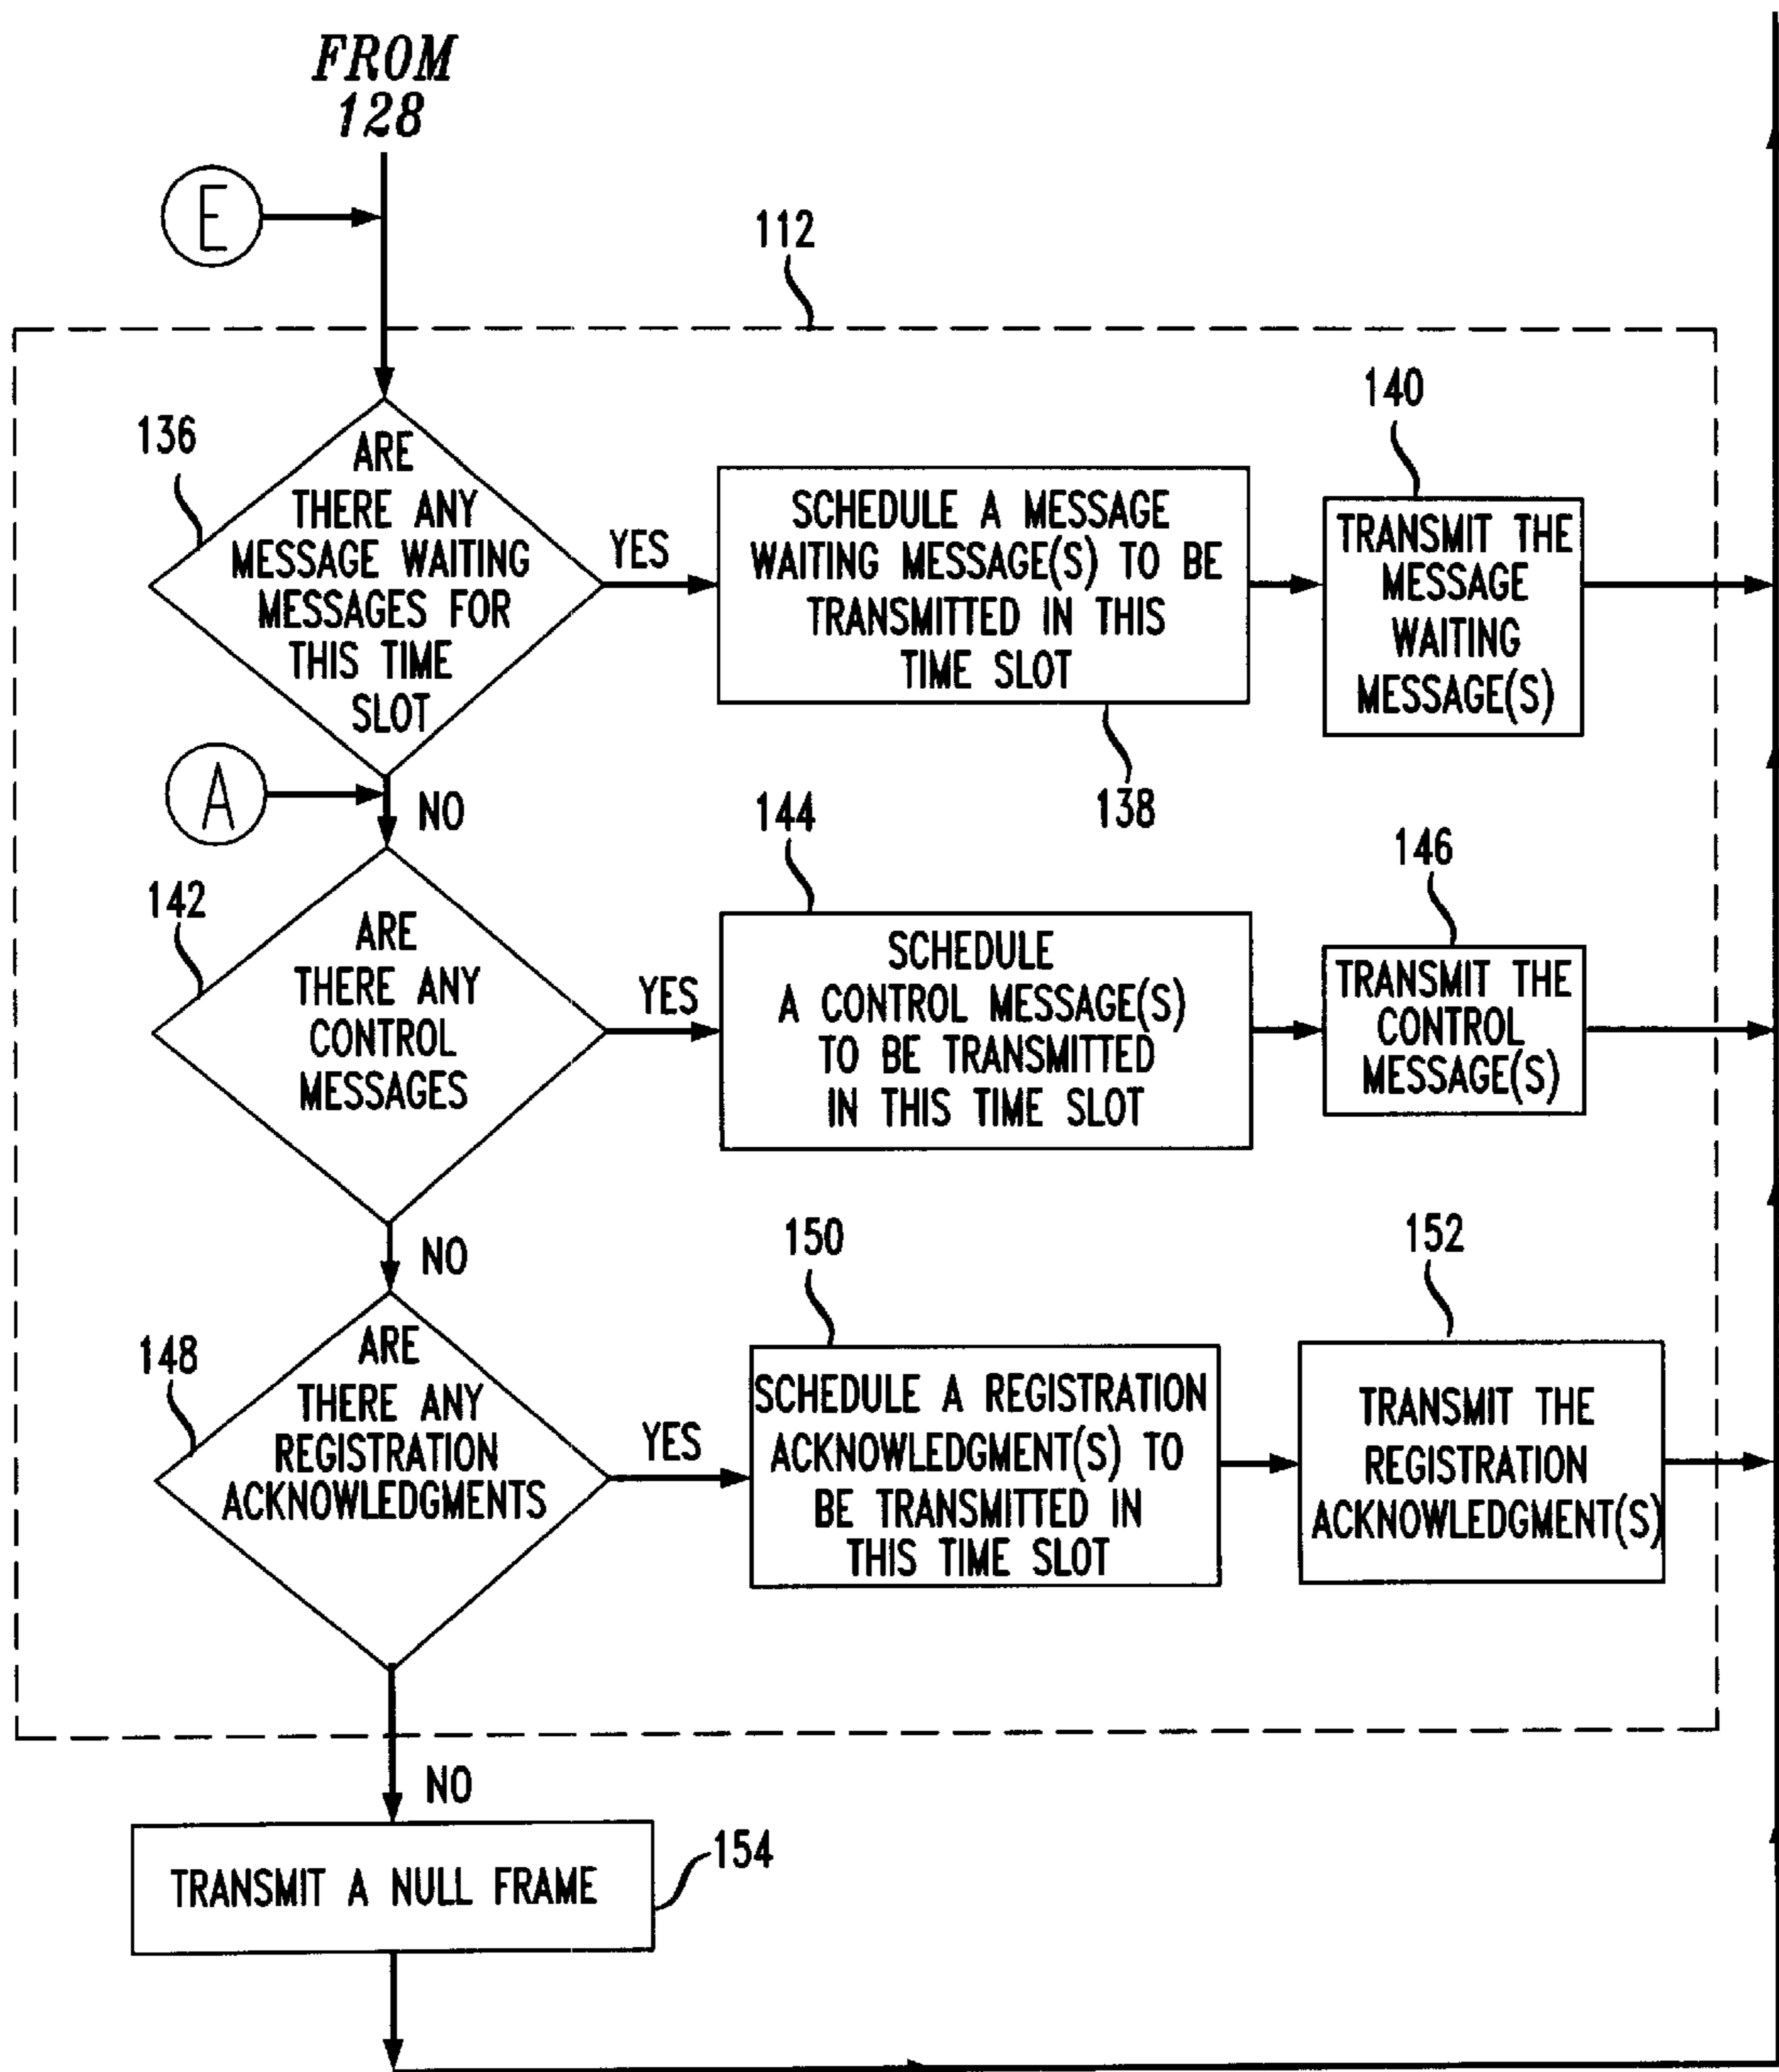 FROM
128
E
112
136
ARE
THERE ANY
MESSAGE WAITING
MESSAGES FOR
THIS TIME
SLOT
YES
SCHEDULE A MESSAGE
WAITING MESSAGE(S) TO BE
TRANSMITTED IN THIS
TIME SLOT
138
140
TRANSMIT THE
MESSAGE
WAITING
MESSAGE(S)
A
NO
142
ARE
THERE ANY
CONTROL
MESSAGES
YES
144
SCHEDULE
A CONTROL MESSAGE(S)
TO BE TRANSMITTED
IN THIS TIME SLOT
146
TRANSMIT THE
CONTROL
MESSAGE(S)
NO
148
ARE
THERE ANY
REGISTRATION
ACKNOWLEDGMENTS
YES
150
SCHEDULE A REGISTRATION
ACKNOWLEDGMENT(S) TO
BE TRANSMITTED IN
THIS TIME SLOT
152
TRANSMIT THE
REGISTRATION
ACKNOWLEDGMENT(S)
NO
TRANSMIT A NULL FRAME
154